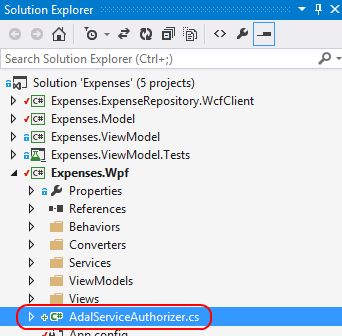 Solution Explorer
Search Solution Explorer (Ctrl+;)
Solution 'Expenses' (5 projects)
C# Expenses.ExpenseRepository.WcfClient
C# Expenses.Model
C# Expenses.ViewModel
Expenses.ViewModel.Tests
C# Expenses.Wpf
Properties
References
Behaviors
Converters
Services
ViewModels
Views
C# AdalServiceAuthorizer.cs
App.config